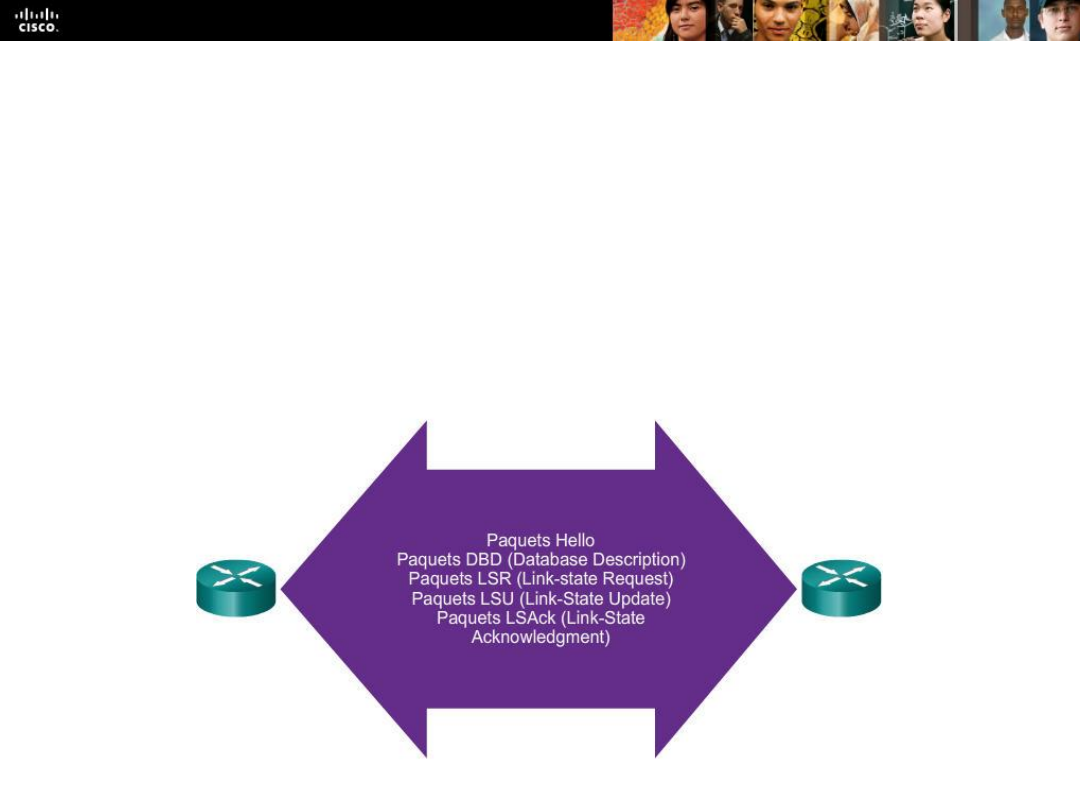 CISCO.
Paquets Hello
Paquets DBD (Database Description)
Paquets LSR (Link-state Request)
Paquets LSU (Link-State Update)
Paquets LSAck (Link-State
Acknowledgment)